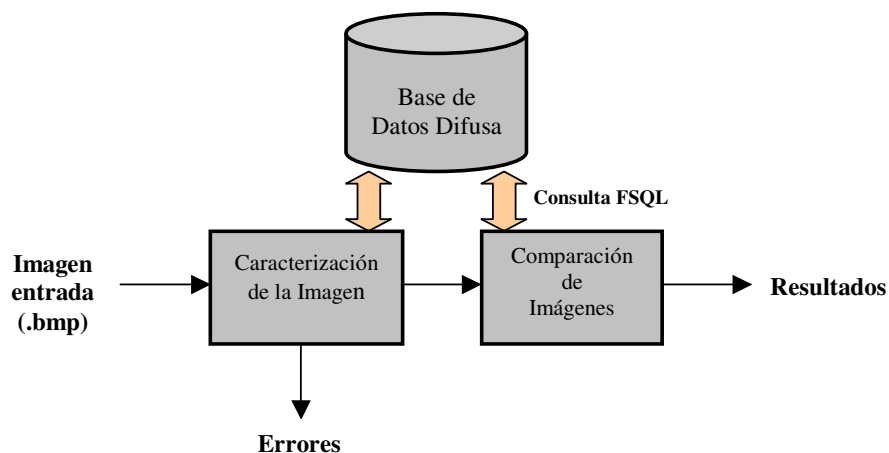 Base de
Datos Difusa
Consulta FSQL
Imagen
entrada
(.bmp)
Caracterización
de la Imagen
Comparación
de
Imágenes
Resultados
Errores